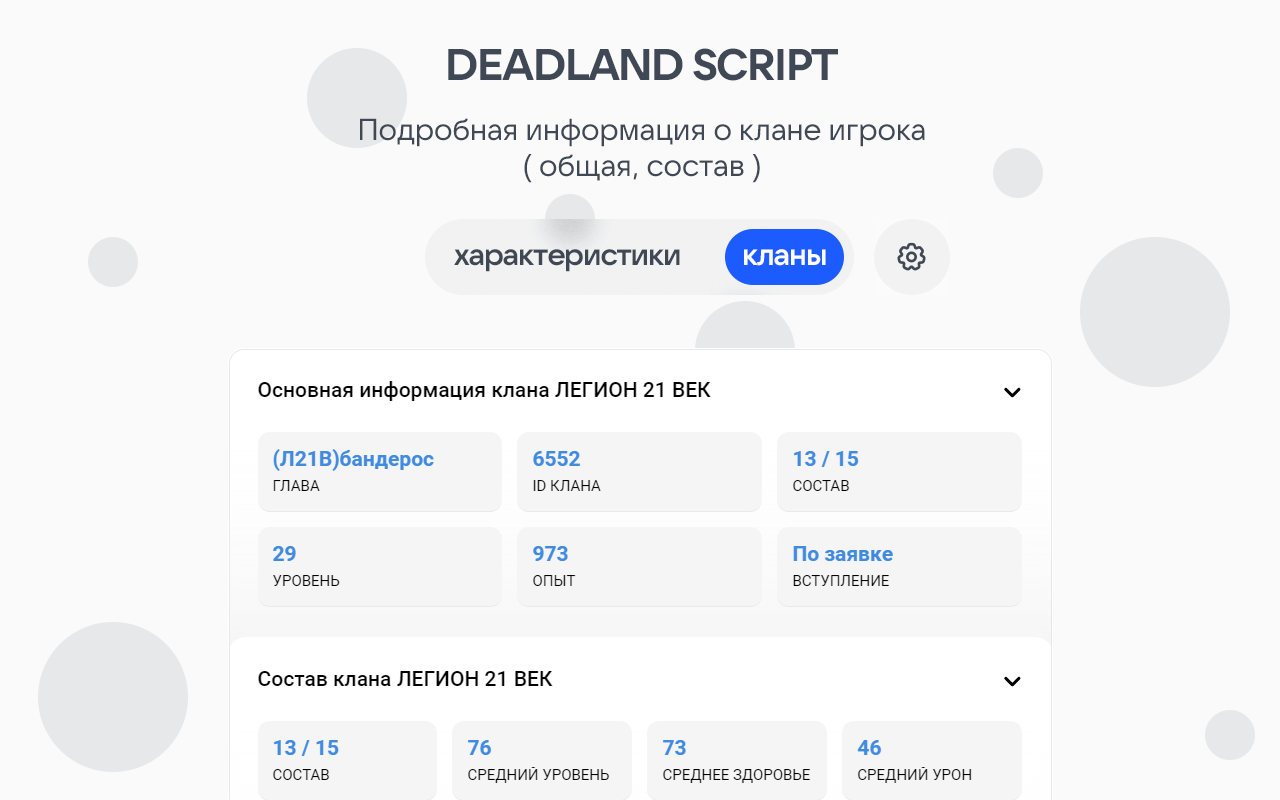 DEADLAND SCRIPT
Подробная информация о клане игрока
( общая, состав )
характеристики
кланы
Основная информация клана ЛЕГИОН 21 ВЕК
(Л21В)бандерос
ГЛАВА
6552
ID КЛАНА
13 / 15
СОСТАВ
29
УРОВЕНЬ
973
ОПЫТ
По заявке
ВСТУПЛЕНИЕ
Состав клана ЛЕГИОН 21 ВЕК
13 / 15
СОСТАВ
76
СРЕДНИЙ УРОВЕНЬ
73
СРЕДНЕЕ ЗДОРОВЬЕ
46
СРЕДНИЙ УРОН